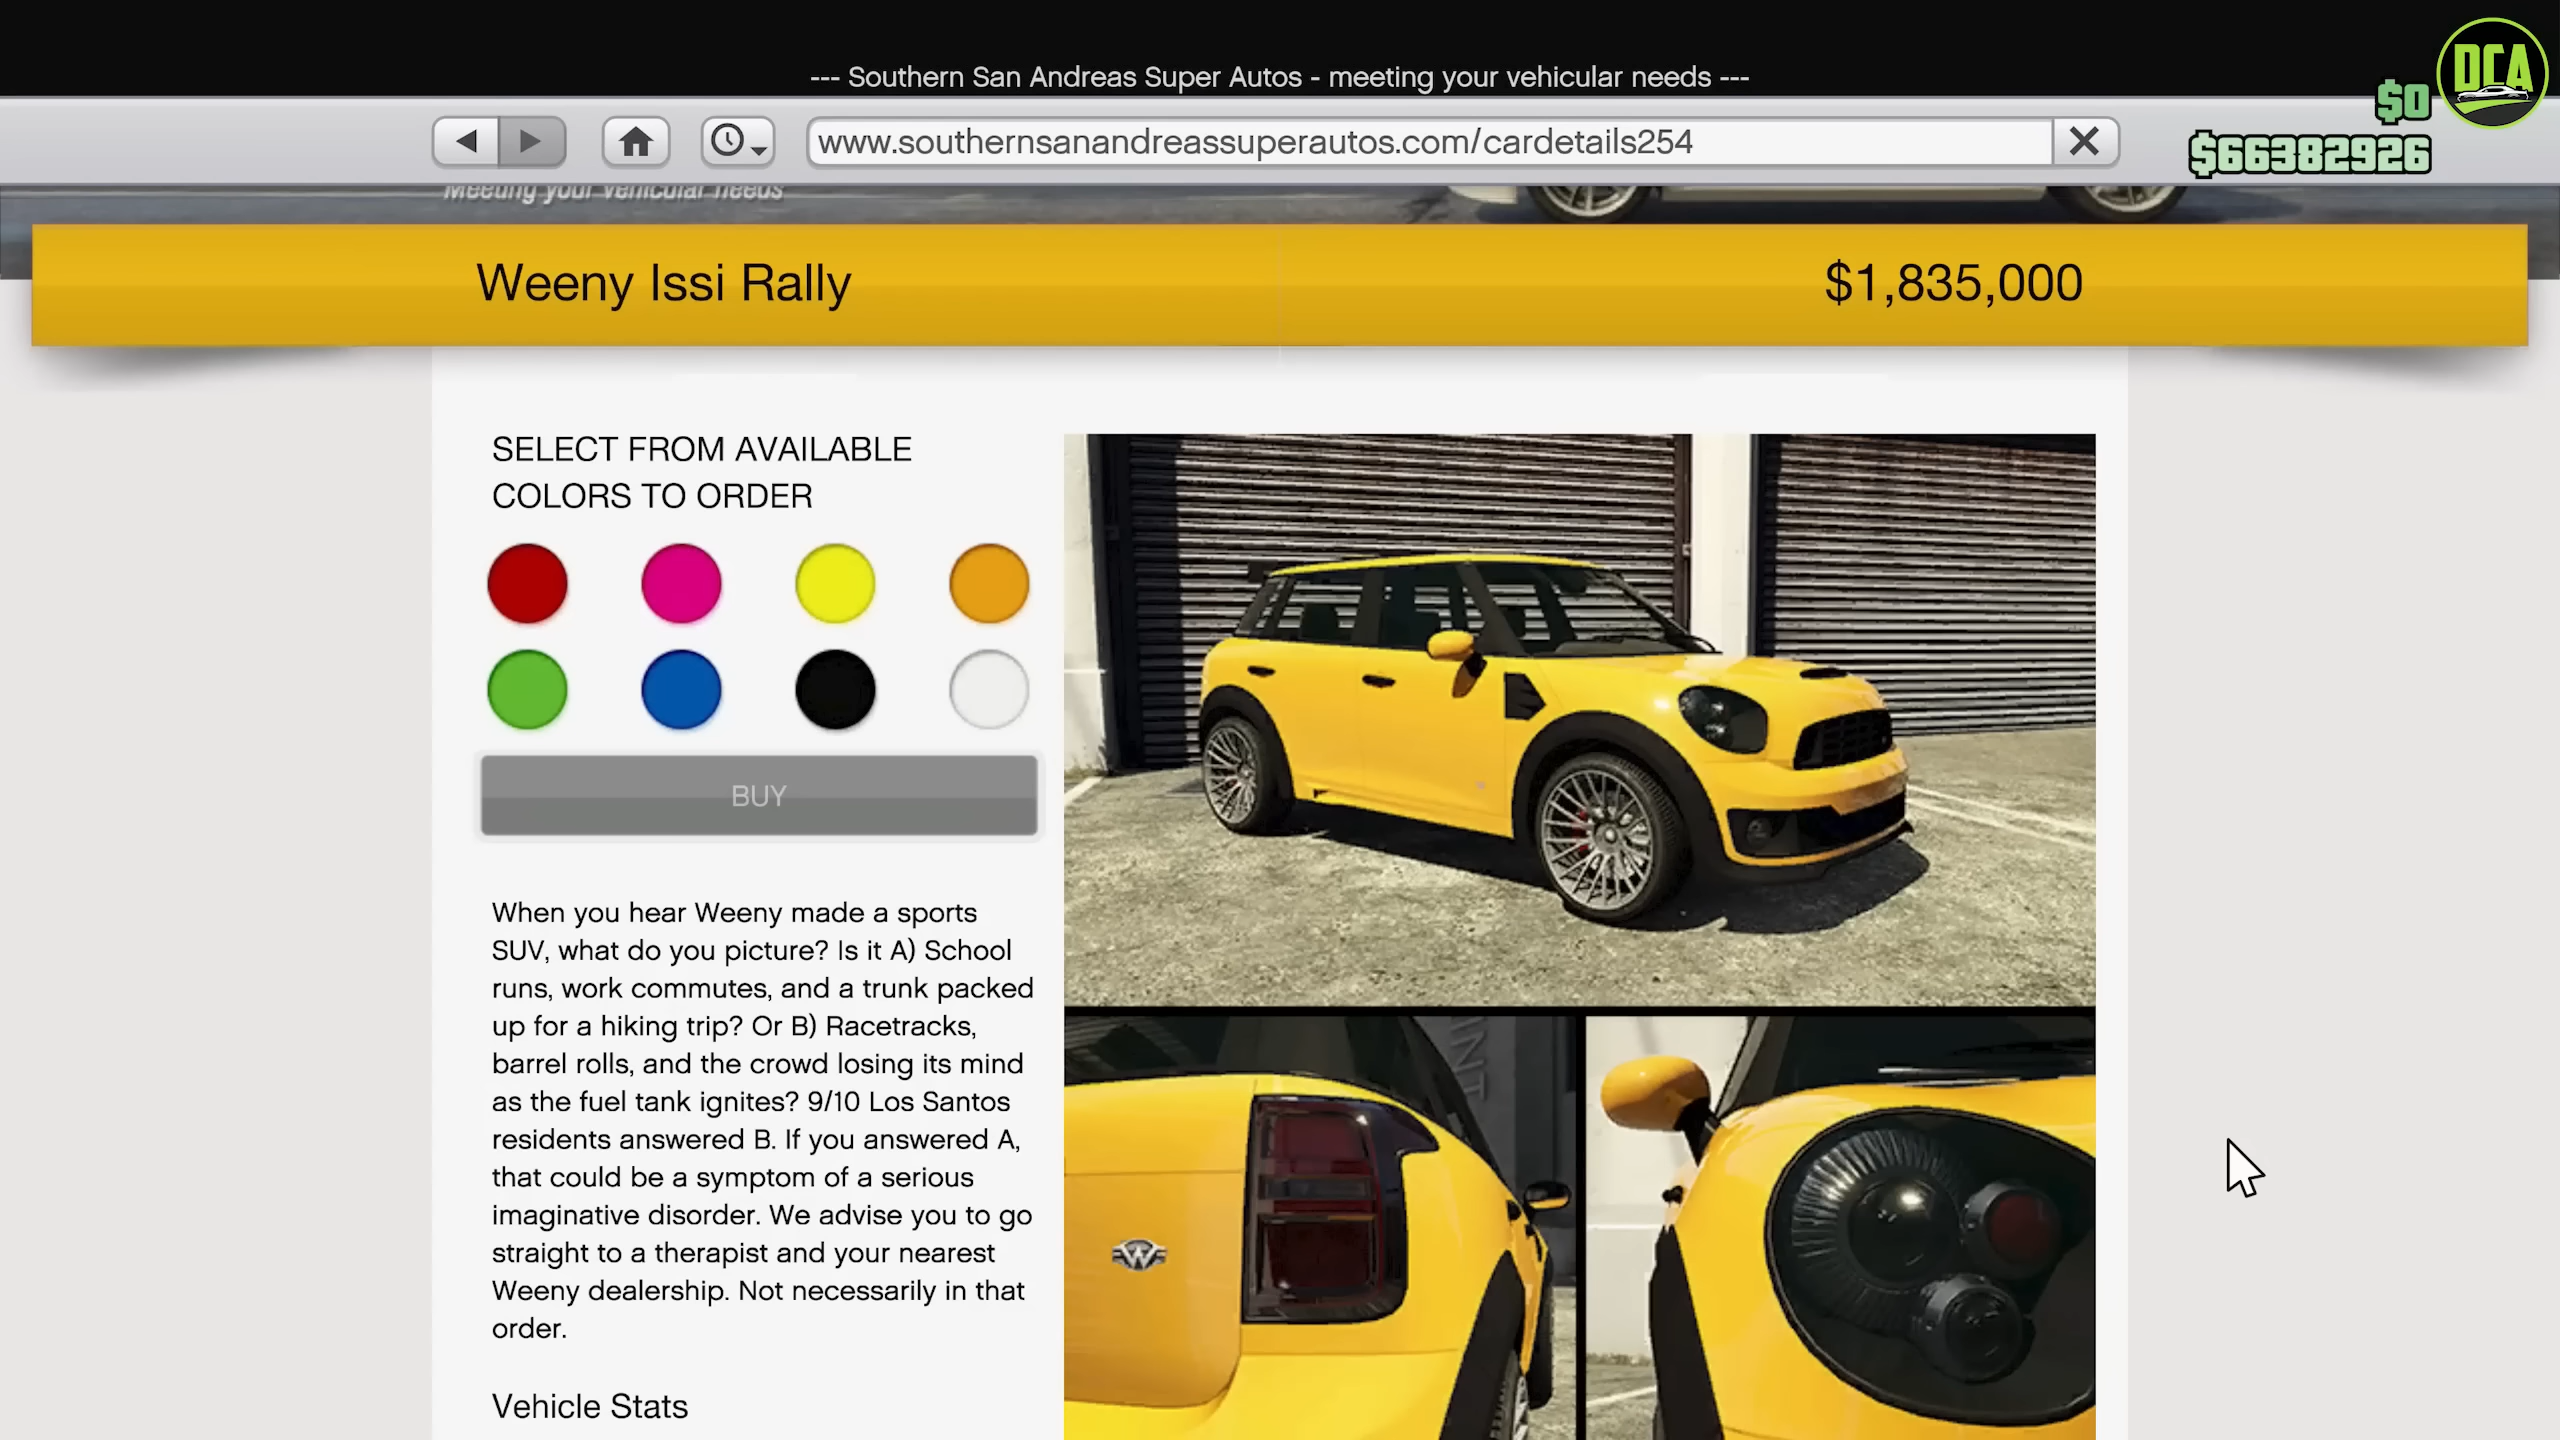 --- Southern San Andreas Super Autos - meeting your vehicular needs ---
DCA
$0
www.southernsanandreassuperautos.com/cardetails254
$66382926
Meeting your vehicular needs
Weeny Issi Rally
$1,835,000
SELECT FROM AVAILABLE
COLORS TO ORDER
BUY
When you hear Weeny made a sports
SUV, what do you picture? Is it A) School
runs, work commutes, and a trunk packed
up for a hiking trip? Or B) Racetracks,
barrel rolls, and the crowd losing its mind
as the fuel tank ignites? 9/10 Los Santos
residents answered B. If you answered A,
that could be a symptom of a serious
imaginative disorder. We advise you to go
straight to a therapist and your nearest
Weeny dealership. Not necessarily in that
order.
Vehicle Stats
W